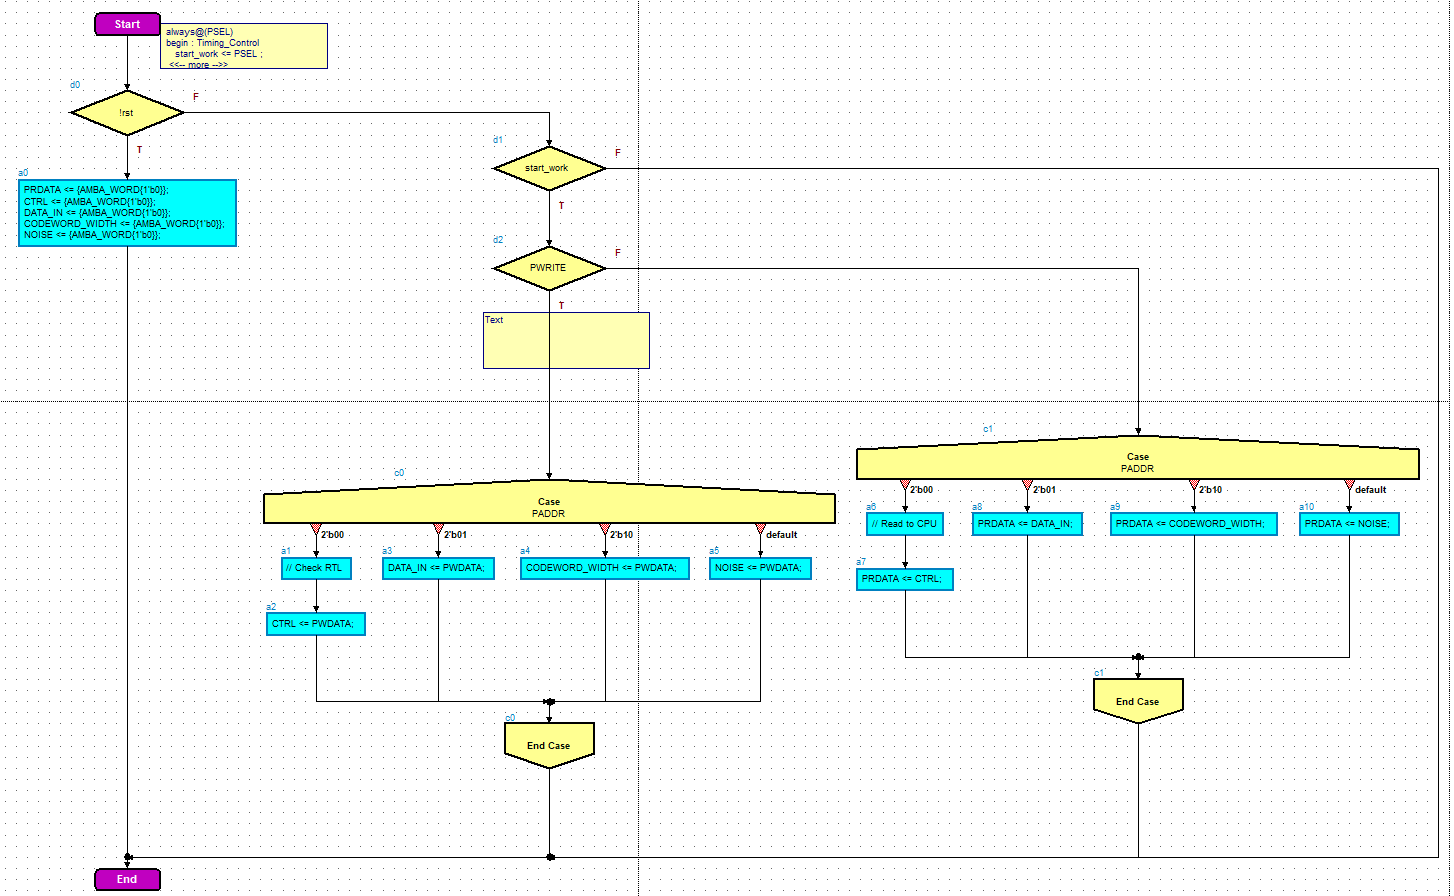 Start
always@(PSEL)
begin : Timing_Control
start_work <= PSEL ;
<<-- more -->>
d0
!rst
F
T
a0
PRDATA <= {AMBA_WORD{1'b0}};
CTRL <= {AMBA_WORD{1'b0}};
DATA_IN <= {AMBA_WORD{1'b0}};
CODEWORD_WIDTH <= {AMBA_WORD{1'b0}};
NOISE <= {AMBA_WORD{1'b0}};
d1
start_work
F
T
d2
PWRITE
F
T
Text
c0
Case
PADDR
2'b00
2'b01
2'b10
default
a1
// Check RTL
a2
CTRL <= PWDATA;
a3
DATA_IN <= PWDATA;
a4
CODEWORD_WIDTH <= PWDATA;
a5
NOISE <= PWDATA;
c0
End Case
c1
Case
PADDR
2'b00
2'b01
2'b10
default
a6
// Read to CPU
a7
PRDATA <= CTRL;
a8
PRDATA <= DATA_IN;
a9
PRDATA <= CODEWORD_WIDTH;
a10
PRDATA <= NOISE;
c1
End Case
End